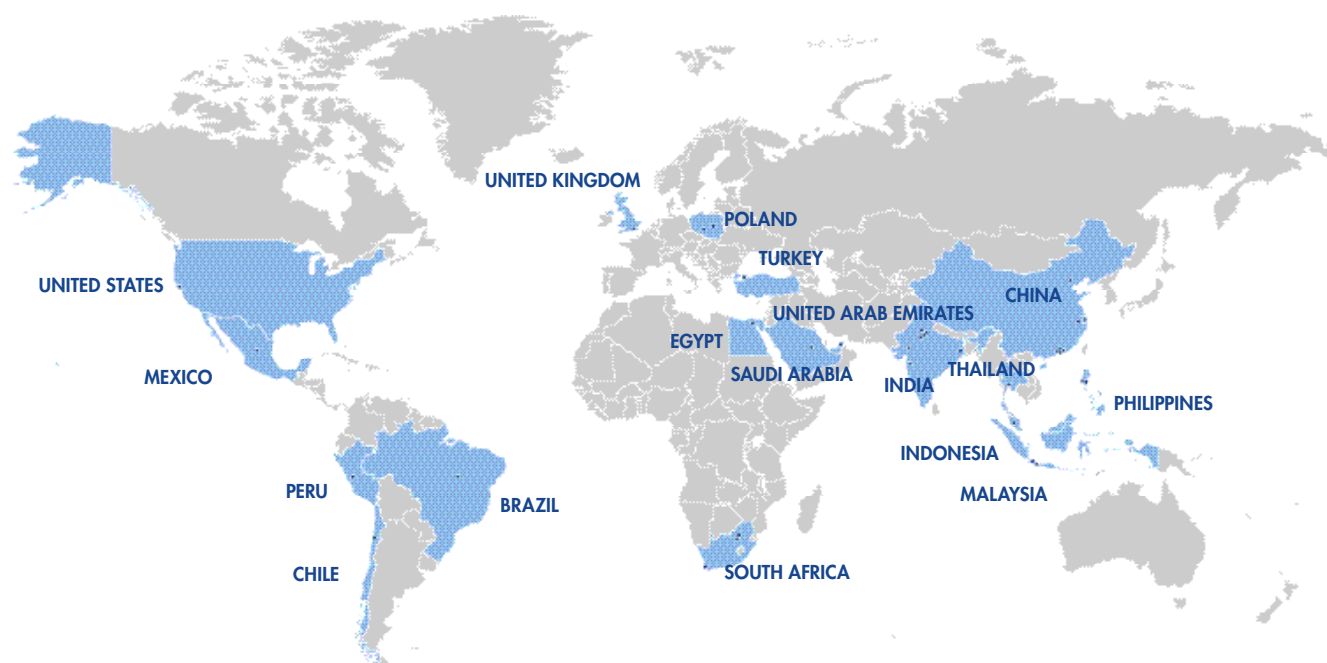 UNITED KINGDOM
POLAND
TURKEY
UNITED STATES
CHINA
UNITED ARAB EMIRATES
EGYPT
MEXICO
SAUDI ARABIA
INDIA
THAILAND
PHILIPPINES
INDONESIA
PERU
MALAYSIA
BRAZIL
CHILE
SOUTH AFRICA